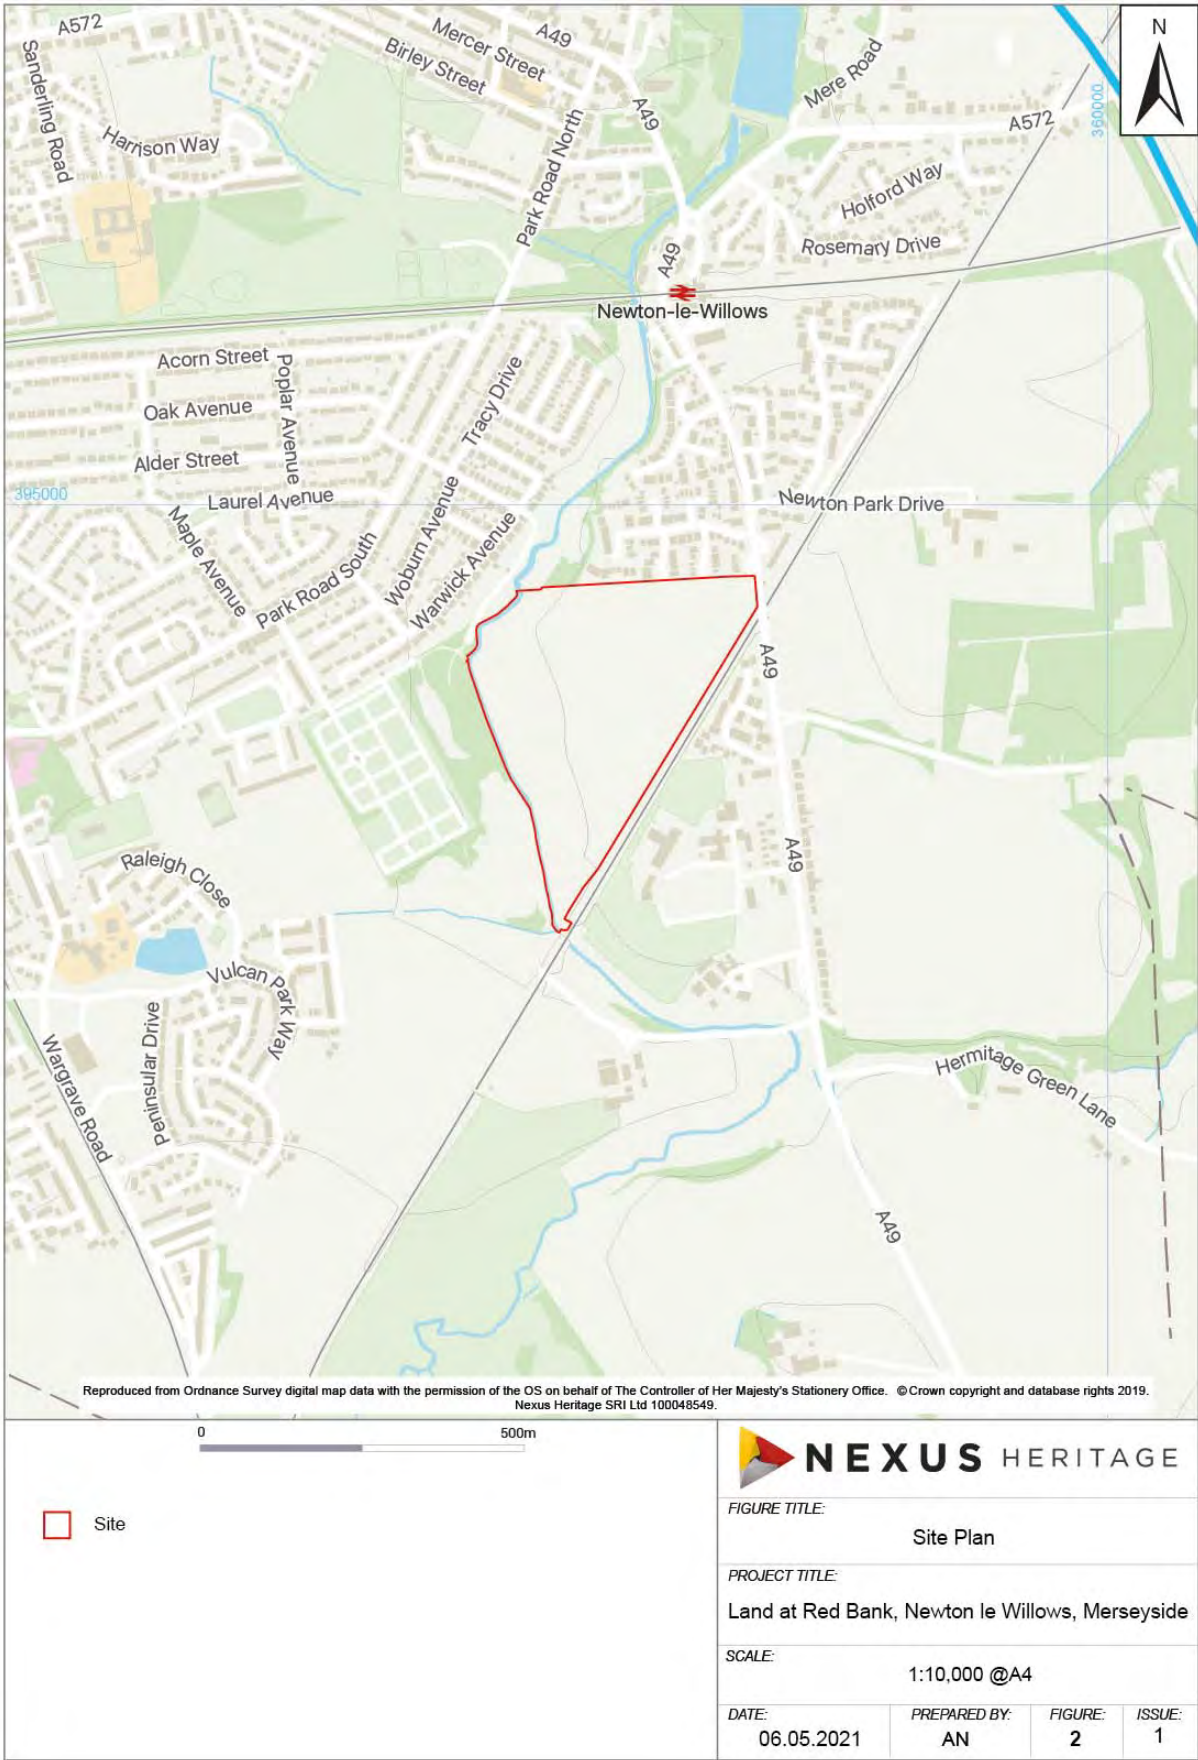 A572
Mercer Street
A49
Birley Street
Sanderling Road
Harrison Way
A49
Park Road North
Mere Road
N
360000
A572
Holford Way
Rosemary Drive
A49
Newton-le-Willows
Acorn Street
Poplar Avenue
Oak Avenue
Tracy Drive
Alder Street
395000
Laurel Avenue
Newton Park Drive
Maple Avenue
Woburn Avenue
Warwick Avenue
Park Road South
A49
A49
Raleigh Close
Vulcan Park Way
Peninsular Drive
Wargrave Road
Hermitage Green Lane
A49
Reproduced from Ordnance Survey digital map data with the permission of the OS on behalf of The Controller of Her Majesty's Stationery Office. © Crown copyright and database rights 2019.
Nexus Heritage SRI Ltd 100048549.
0 500m
Site
NEXUS HERITAGE
FIGURE TITLE:
Site Plan
PROJECT TITLE:
Land at Red Bank, Newton le Willows, Merseyside
SCALE:
1:10,000 @A4
DATE: PREPARED BY: FIGURE: ISSUE:
06.05.2021 AN 2 1